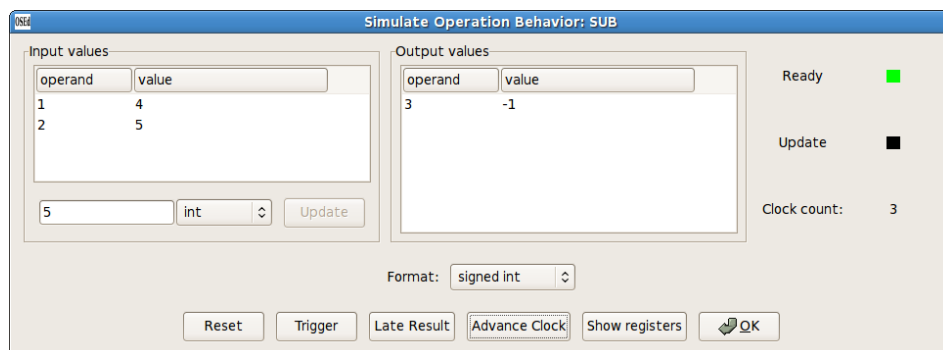 OSEd
Simulate Operation Behavior: SUB
Input values
operand value
1 4
2 5
5 int Update
Output values
operand value
3 -1
Ready
Update
Clock count: 3
Format: signed int
Reset Trigger Late Result Advance Clock Show registers OK